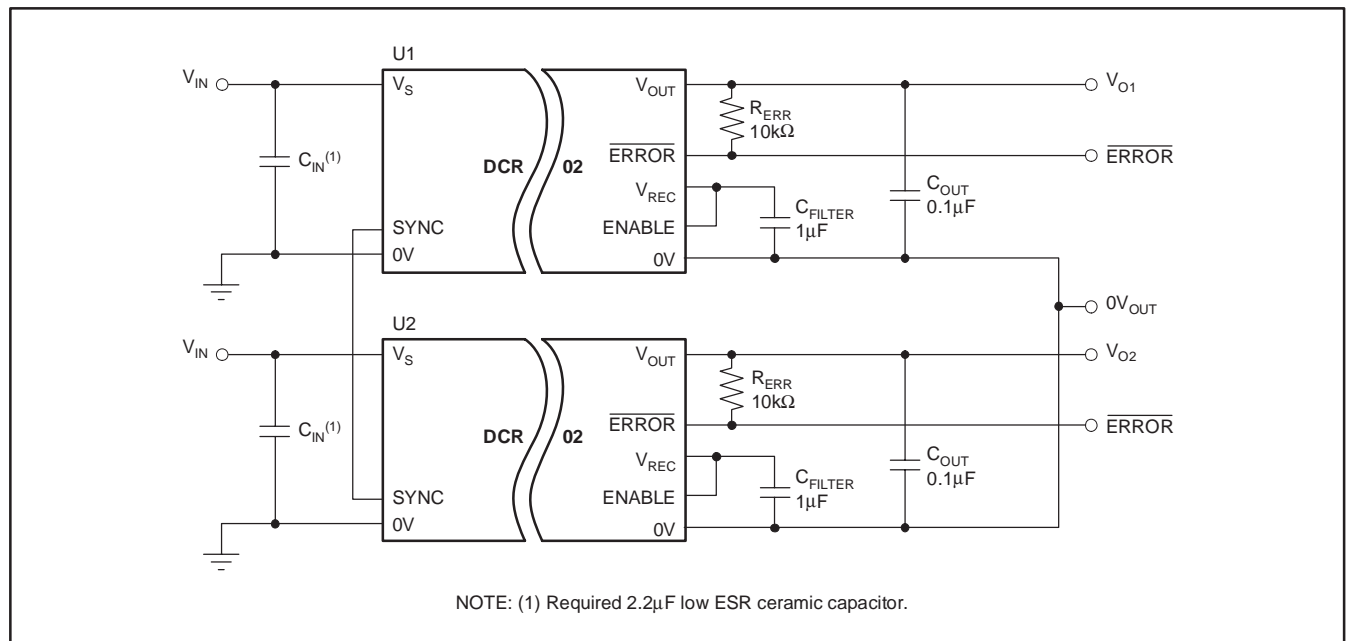 U1
V_IN
V_S
V_OUT
V_O1
R_ERR
10kΩ
ERROR
ERROR
C_IN(1)
DCR
02
V_REC
C_OUT
0.1μF
C_FILTER
1μF
SYNC
ENABLE
0V
0V
0V_OUT
U2
V_IN
V_S
V_OUT
V_O2
R_ERR
10kΩ
ERROR
ERROR
C_IN(1)
DCR
02
V_REC
C_OUT
0.1μF
C_FILTER
1μF
SYNC
ENABLE
0V
0V
NOTE: (1) Required 2.2μF low ESR ceramic capacitor.